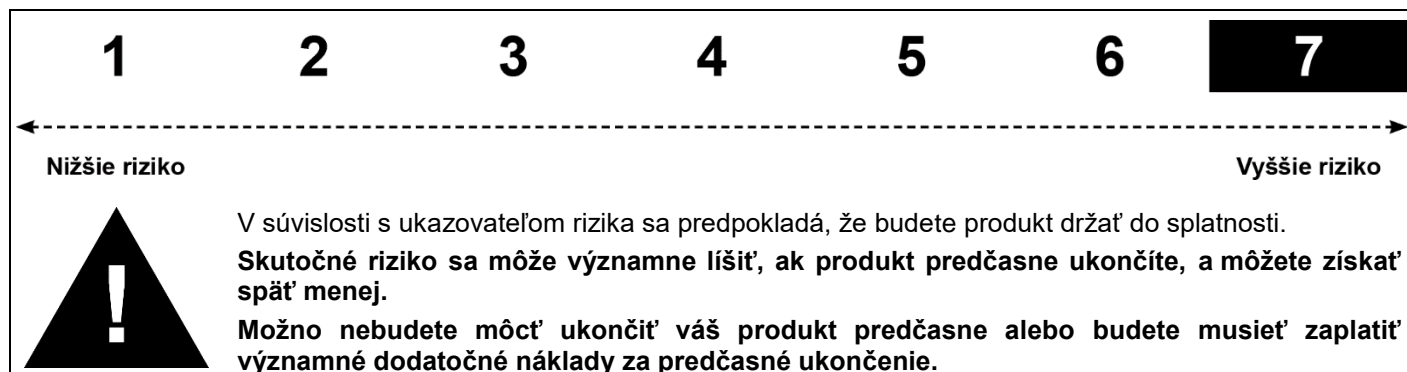 1 2 3 4 5 6 7
Nižšie riziko Vyššie riziko
!
V súvislosti s ukazovateľom rizika sa predpokladá, že budete produkt držať do splatnosti.
Skutočné riziko sa môže významne líšiť, ak produkt predčasne ukončíte, a môžete získať
späť menej.
Možno nebudete môcť ukončiť váš produkt predčasne alebo budete musieť zaplatiť
významné dodatočné náklady za predčasné ukončenie.